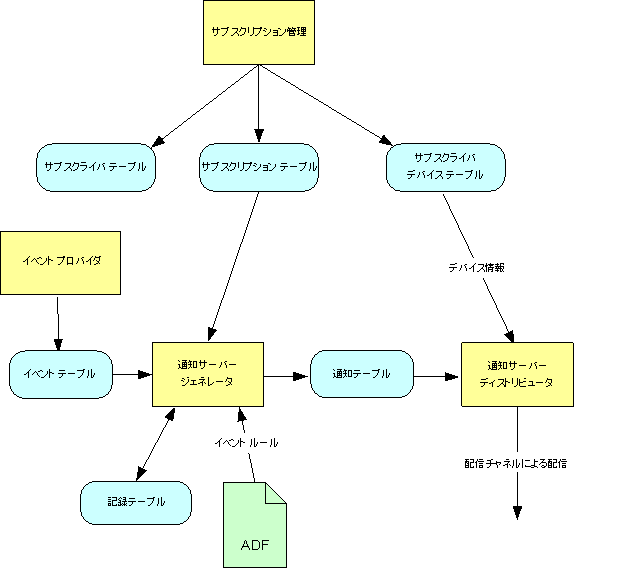 サブスクリプション管理
サブスクライバ テーブル
サブスクリプション テーブル
サブスクライバ
デバイステーブル
イベント プロバイダ
デバイス情報
イベント テーブル
通知サーバー
ジェネレータ
通知テーブル
通知サーバー
ディストリビュータ
イベント ルール
配信チャネルによる配信
記録テーブル
ADF